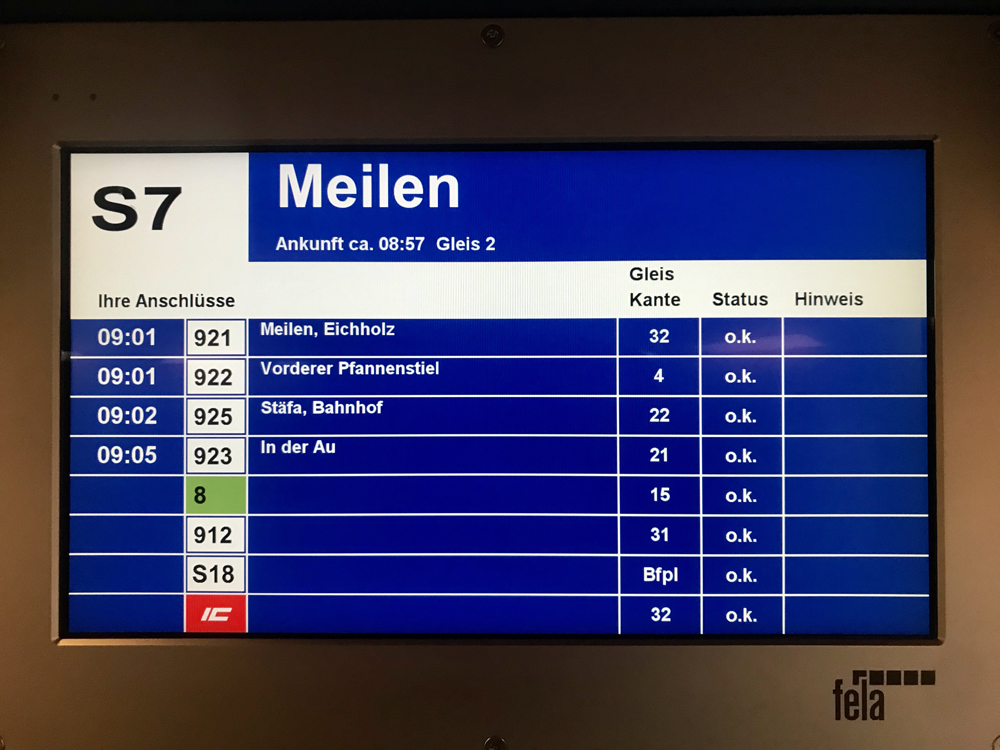 S7
Meilen
Ankunft ca. 08:57 Gleis 2
Ihre Anschlüsse
Gleis
Kante Status Hinweis
09:01 921 Meilen, Eichholz 32 o.k.
09:01 922 Vorderer Pfannenstiel 4 o.k.
09:02 925 Stäfa, Bahnhof 22 o.k.
09:05 923 In der Au 21 o.k.
8 15 o.k.
912 31 o.k.
S18 Bfpl o.k.
IC 32 o.k.
fela